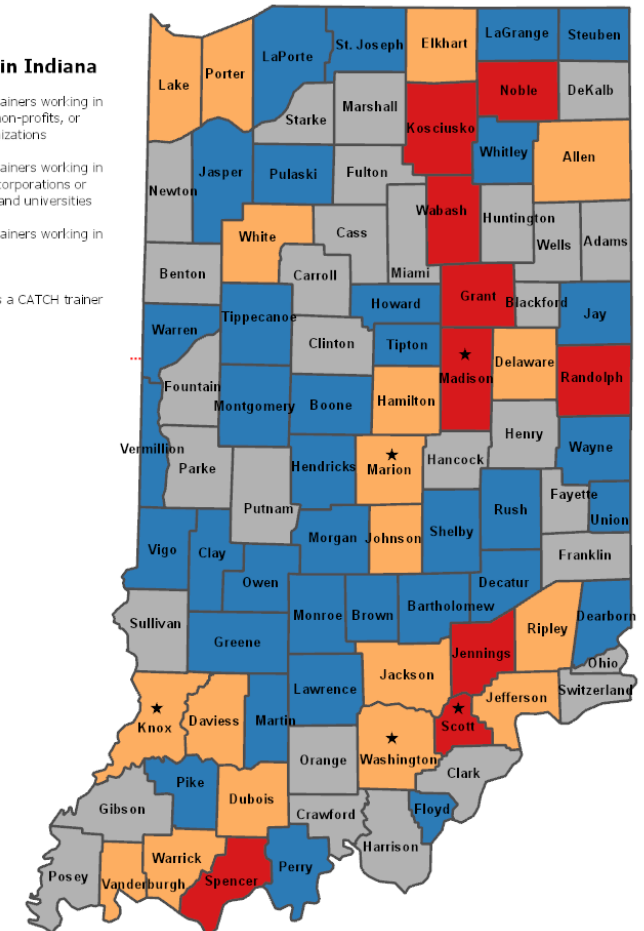 in Indiana
ainers working in
non-profits, or
nizations
ainers working in
corporations or
and universities
ainers working in
s a CATCH trainer
Lake
Porter
LaPorte
St. Joseph
Elkhart
LaGrange
Steuben
Starke
Marshall
Kosciusko
Noble
DeKalb
Newton
Jasper
Pulaski
Fulton
Whitley
Allen
Benton
White
Cass
Carroll
Miami
Wabash
Huntington
Wells
Adams
Warren
Tippecanoe
Howard
Grant
Blackford
Jay
Clinton
Tipton
Madison
Delaware
Randolph
Fountain
Montgomery
Boone
Hamilton
Vermillion
Parke
Putnam
Hendricks
Marion
Hancock
Henry
Wayne
Vigo
Clay
Owen
Morgan
Johnson
Shelby
Rush
Fayette
Union
Franklin
Sullivan
Greene
Monroe
Brown
Bartholomew
Decatur
Dearborn
Ripley
Ohio
Knox
Daviess
Martin
Lawrence
Jackson
Jennings
Jefferson
Switzerland
Scott
Washington
Orange
Clark
Gibson
Pike
Dubois
Crawford
Floyd
Harrison
Posey
Vanderburgh
Warrick
Spencer
Perry